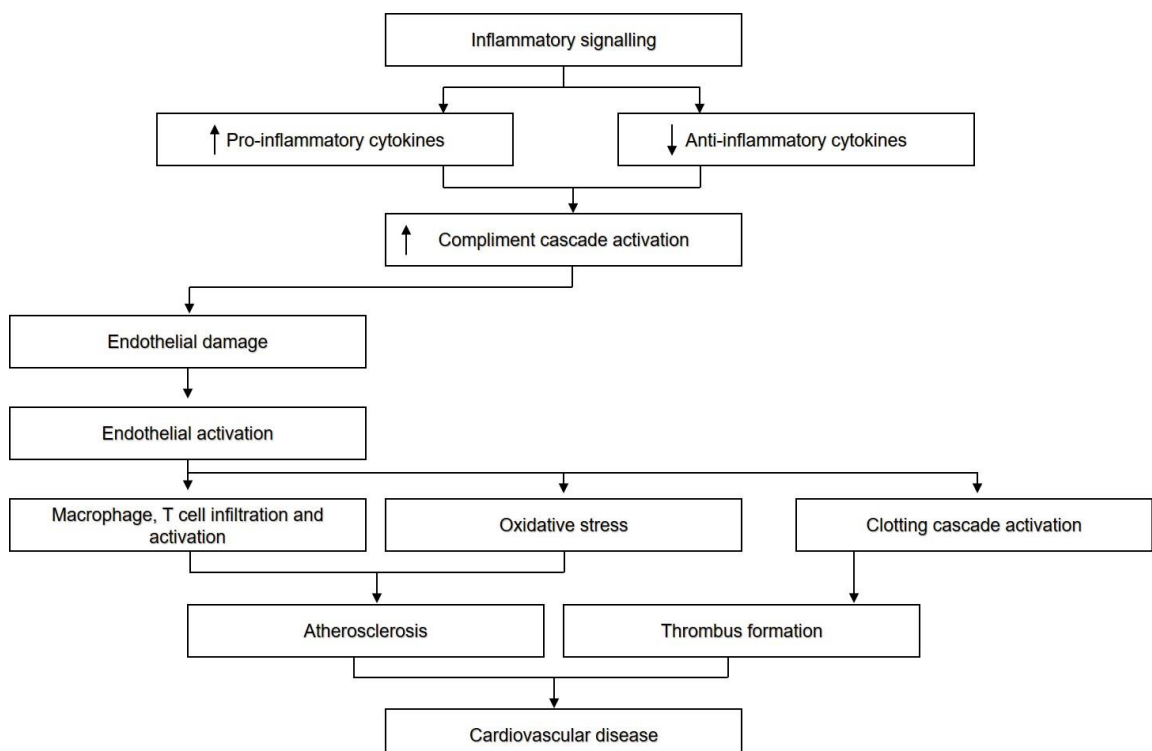 Inflammatory signalling
Pro-inflammatory cytokines
Anti-inflammatory cytokines
Compliment cascade activation
Endothelial damage
Endothelial activation
Macrophage, T cell infiltration and
activation
Oxidative stress
Clotting cascade activation
Atherosclerosis
Thrombus formation
Cardiovascular disease